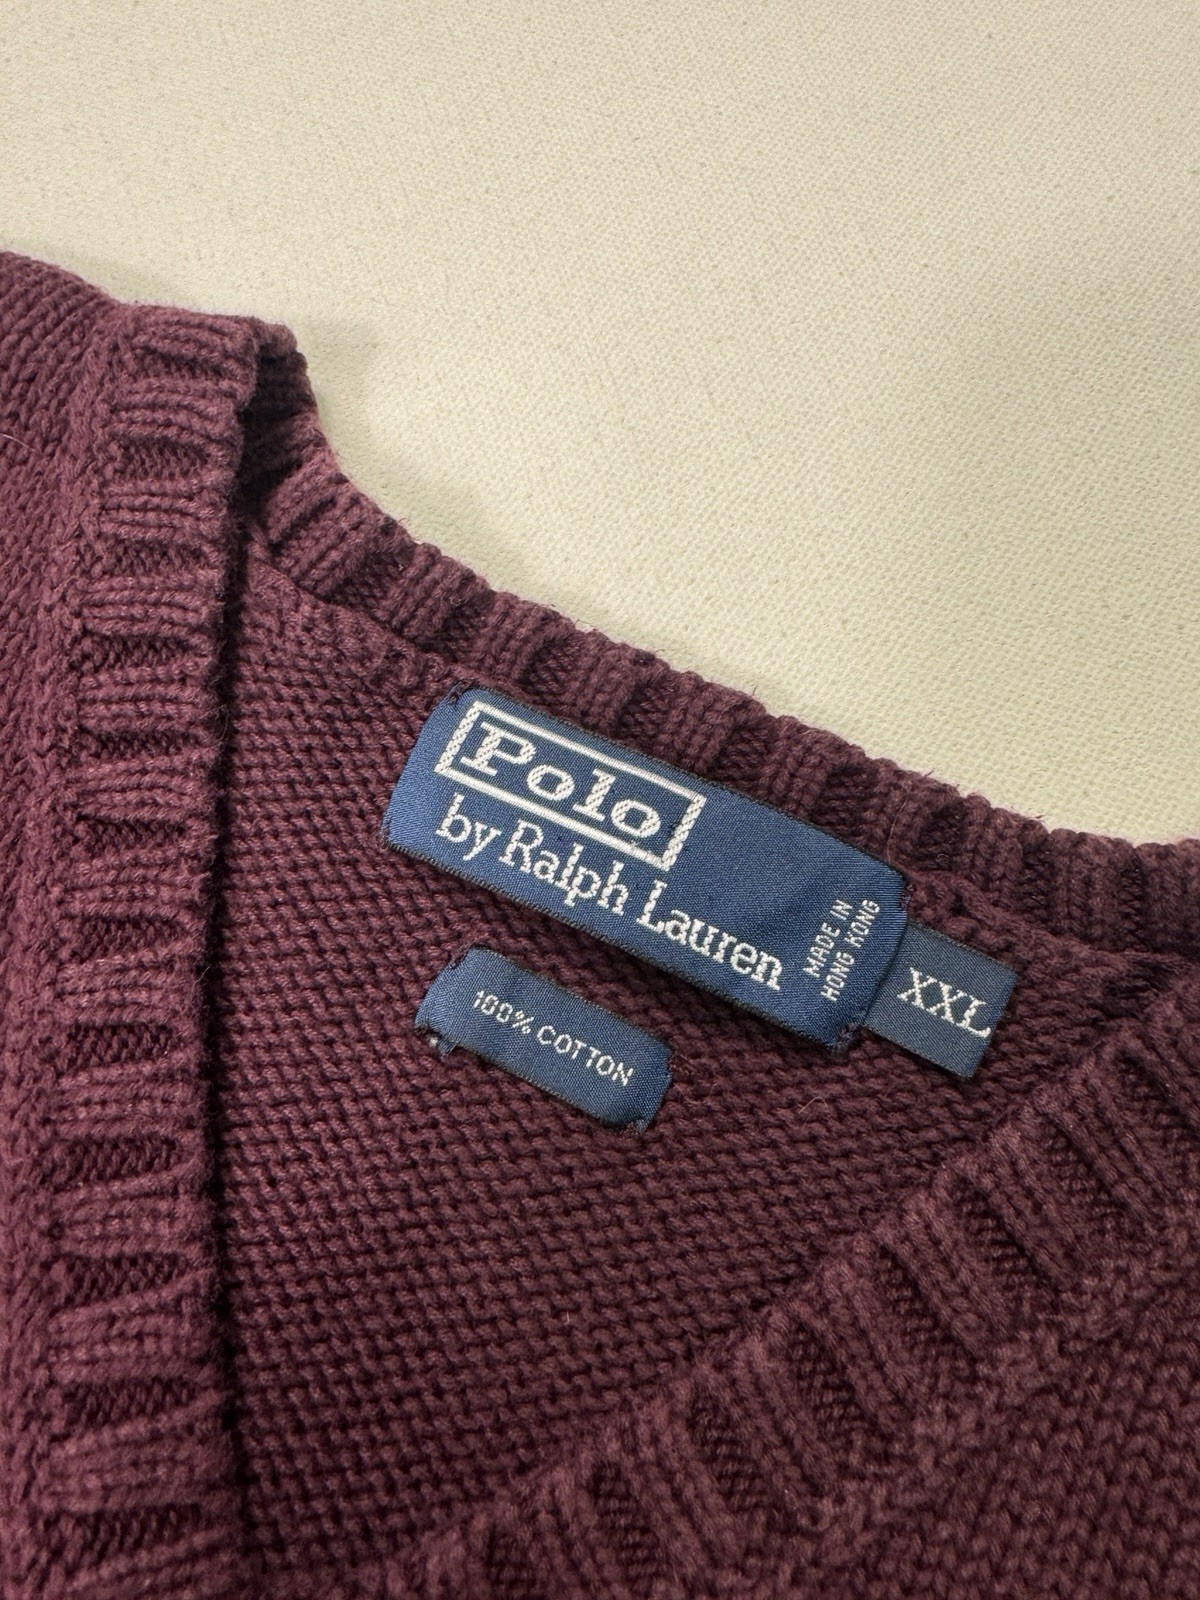 Polo
by Ralph Lauren
MADE IN
HONG KONG
XXL
100% COTTON